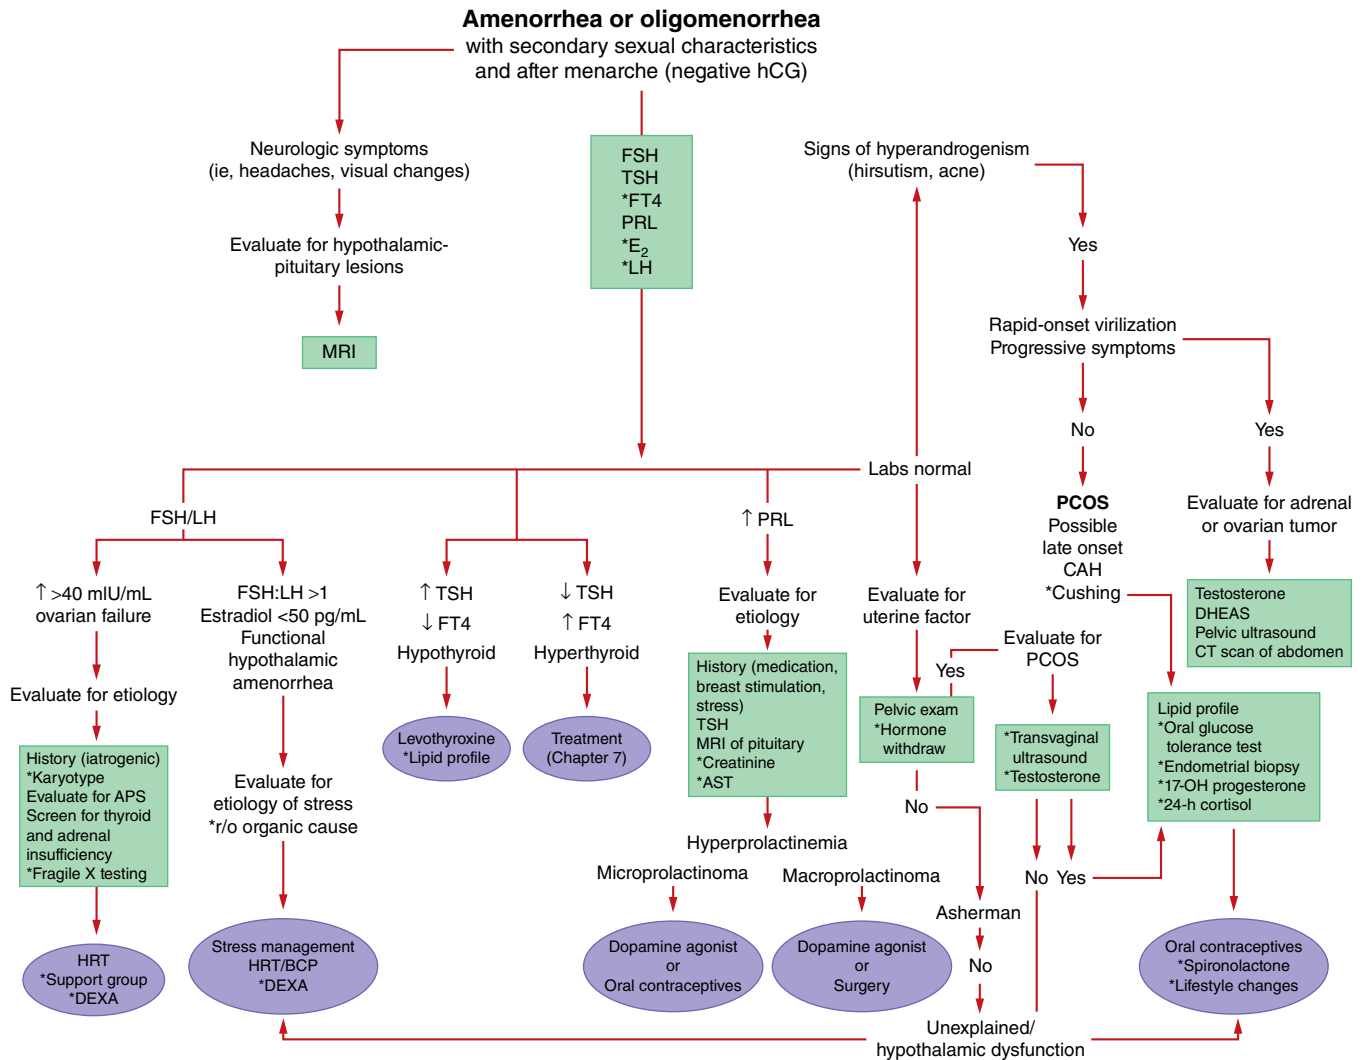 Amenorrhea or oligomenorrhea
with secondary sexual characteristics
and after menarche (negative hCG)
Neurologic symptoms
(ie, headaches, visual changes)
Evaluate for hypothalamic-
pituitary lesions
MRI
FSH
TSH
*FT4
PRL
*E2
*LH
Signs of hyperandrogenism
(hirsutism, acne)
Yes
Rapid-onset virilization
Progressive symptoms
No
Yes
PCOS
Possible
late onset
CAH
*Cushing
Evaluate for adrenal
or ovarian tumor
Testosterone
DHEAS
Pelvic ultrasound
CT scan of abdomen
Labs normal
FSH/LH
↑ >40 mIU/mL
ovarian failure
Evaluate for etiology
History (iatrogenic)
*Karyotype
Evaluate for APS
Screen for thyroid
and adrenal
insufficiency
*Fragile X testing
HRT
*Support group
*DEXA
FSH:LH >1
Estradiol <50 pg/mL
Functional
hypothalamic
amenorrhea
Evaluate for
etiology of stress
*r/o organic cause
Stress management
HRT/BCP
*DEXA
↑ TSH
↓ FT4
Hypothyroid
Levothyroxine
*Lipid profile
↓ TSH
↑ FT4
Hyperthyroid
Treatment
(Chapter 7)
↑ PRL
Evaluate for
etiology
History (medication,
breast stimulation,
stress)
TSH
MRI of pituitary
*Creatinine
*AST
Hyperprolactinemia
Microprolactinoma
Macroprolactinoma
Dopamine agonist
or
Oral contraceptives
Dopamine agonist
or
Surgery
Evaluate for
uterine factor
Pelvic exam
*Hormone
withdraw
Yes
No
Asherman
No
Unexplained/
hypothalamic dysfunction
Evaluate for
PCOS
*Transvaginal
ultrasound
*Testosterone
No
Yes
Lipid profile
*Oral glucose
tolerance test
*Endometrial biopsy
*17-OH progesterone
*24-h cortisol
Oral contraceptives
*Spironolactone
*Lifestyle changes